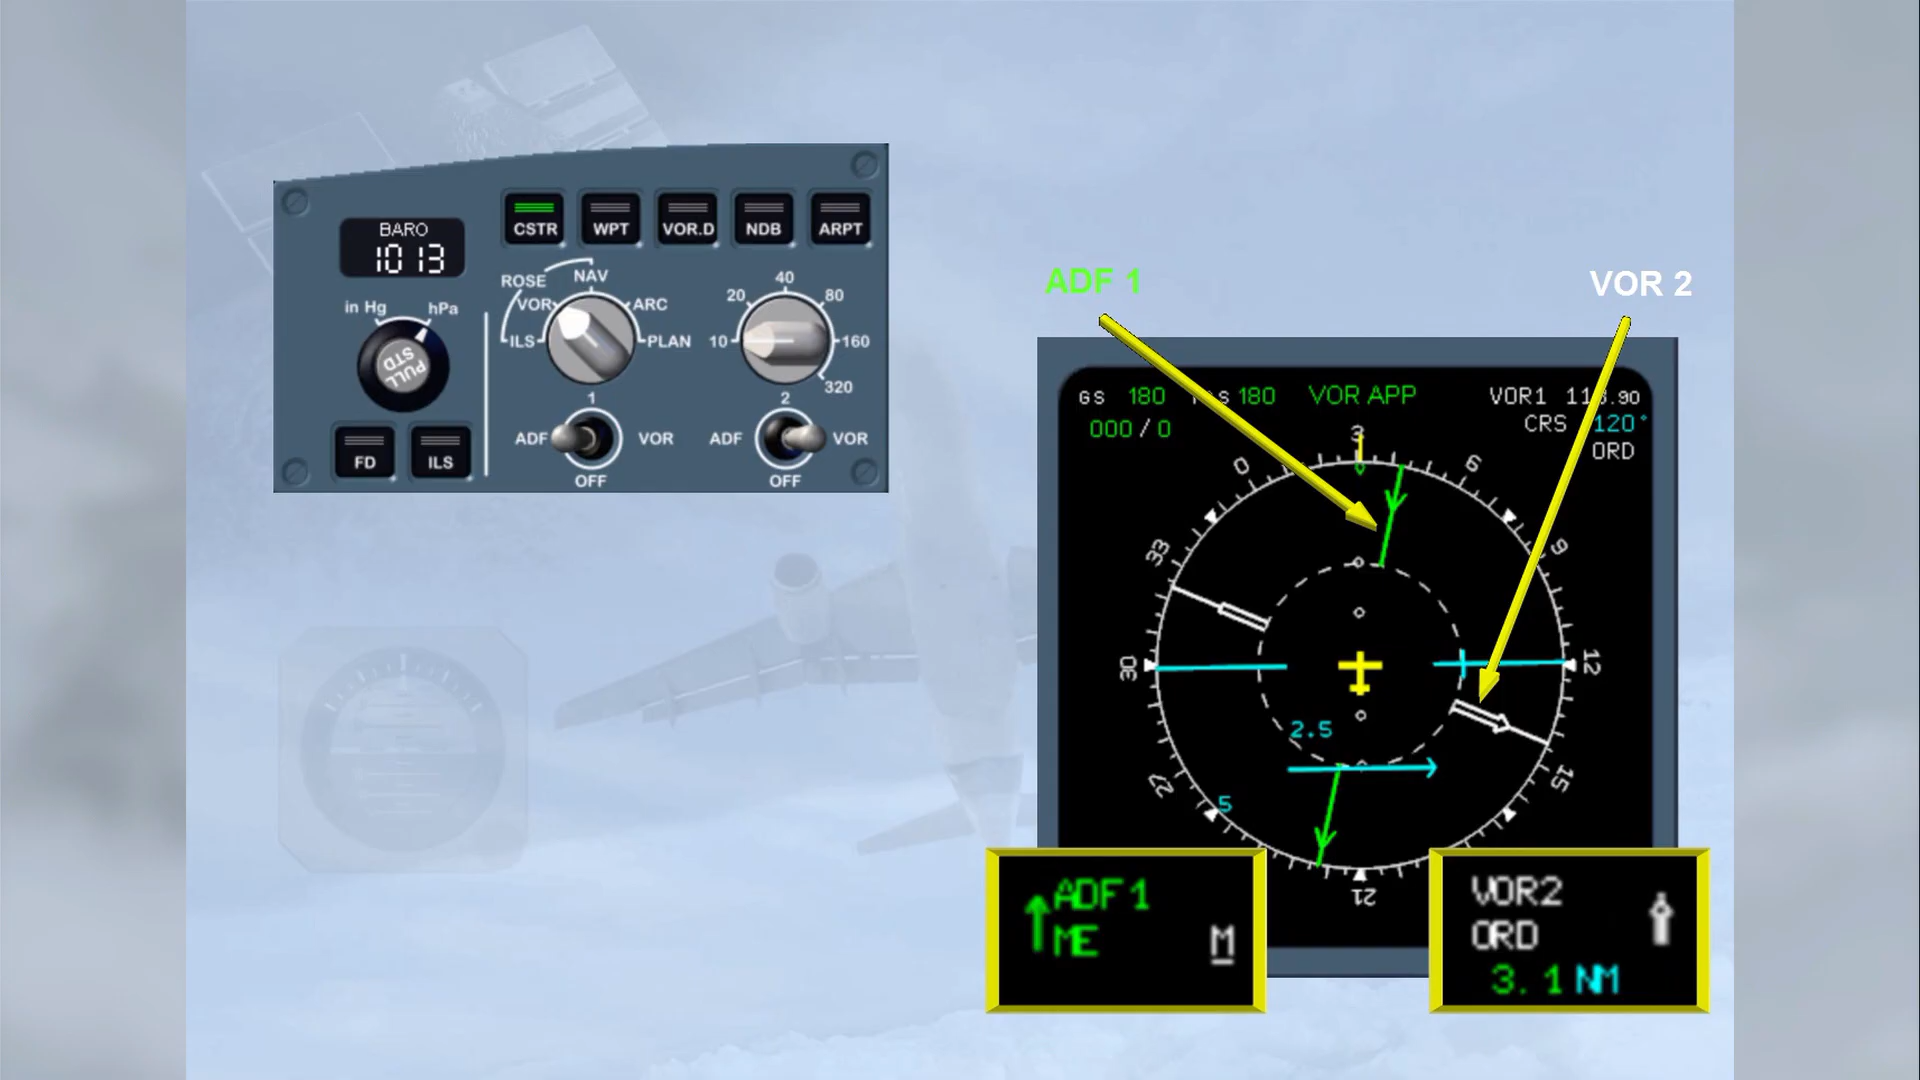 CSTR WPT VOR.D NDB ARPT
BARO
1013
in Hg hPa
PULL
STD
FD ILS
ROSE NAV
VOR ARC
ILS PLAN
10 20 40 80 160 320
1
ADF VOR
OFF
2
ADF VOR
OFF
ADF 1
VOR 2
GS 180 180 VOR APP VOR1
000 / 0 CRS 120°
ORD
0 3 6 9 12 15 21 27 30 33
2.5
5
ADF 1
ME M
VOR2
ORD
3.1 NM